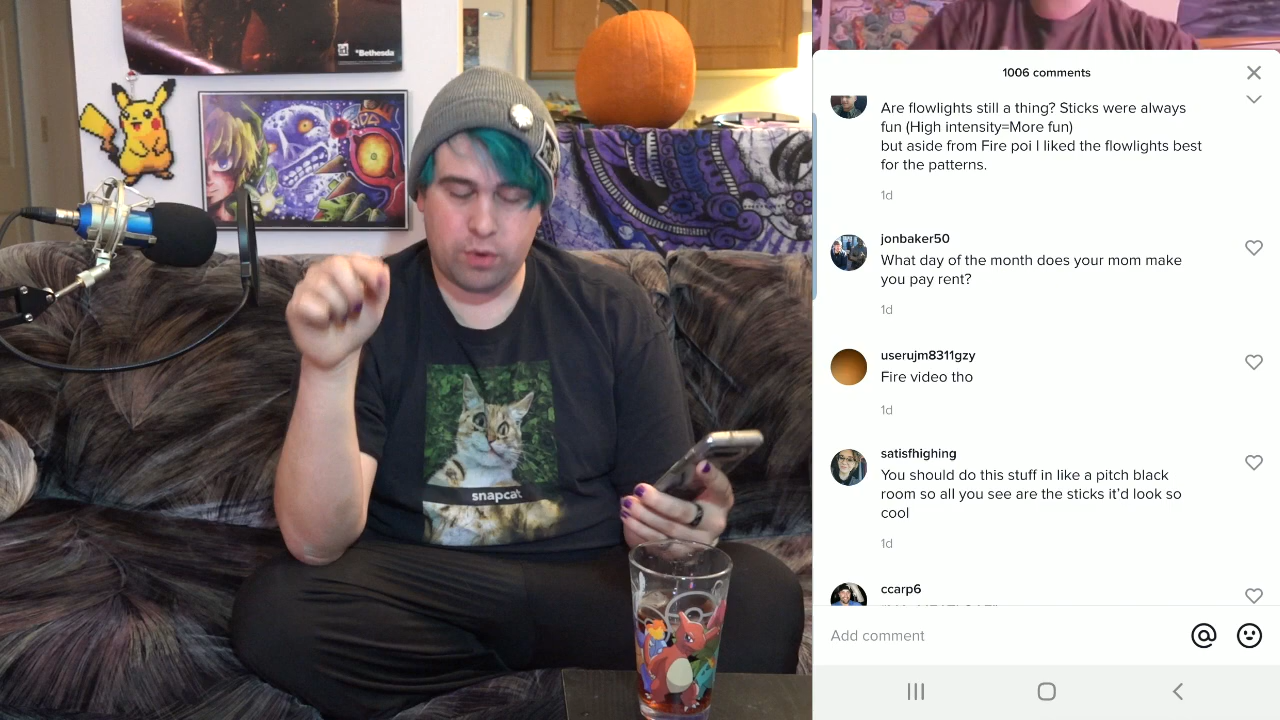 Bethesda
snapcat
1006 comments
Are flowlights still a thing? Sticks were always
fun (High intensity=More fun)
but aside from Fire poi I liked the flowlights best
for the patterns.
1d
jonbaker50
What day of the month does your mom make
you pay rent?
1d
userujm8311gzy
Fire video tho
1d
satisfhighing
You should do this stuff in like a pitch black
room so all you see are the sticks it'd look so
cool
1d
ccarp6
Add comment